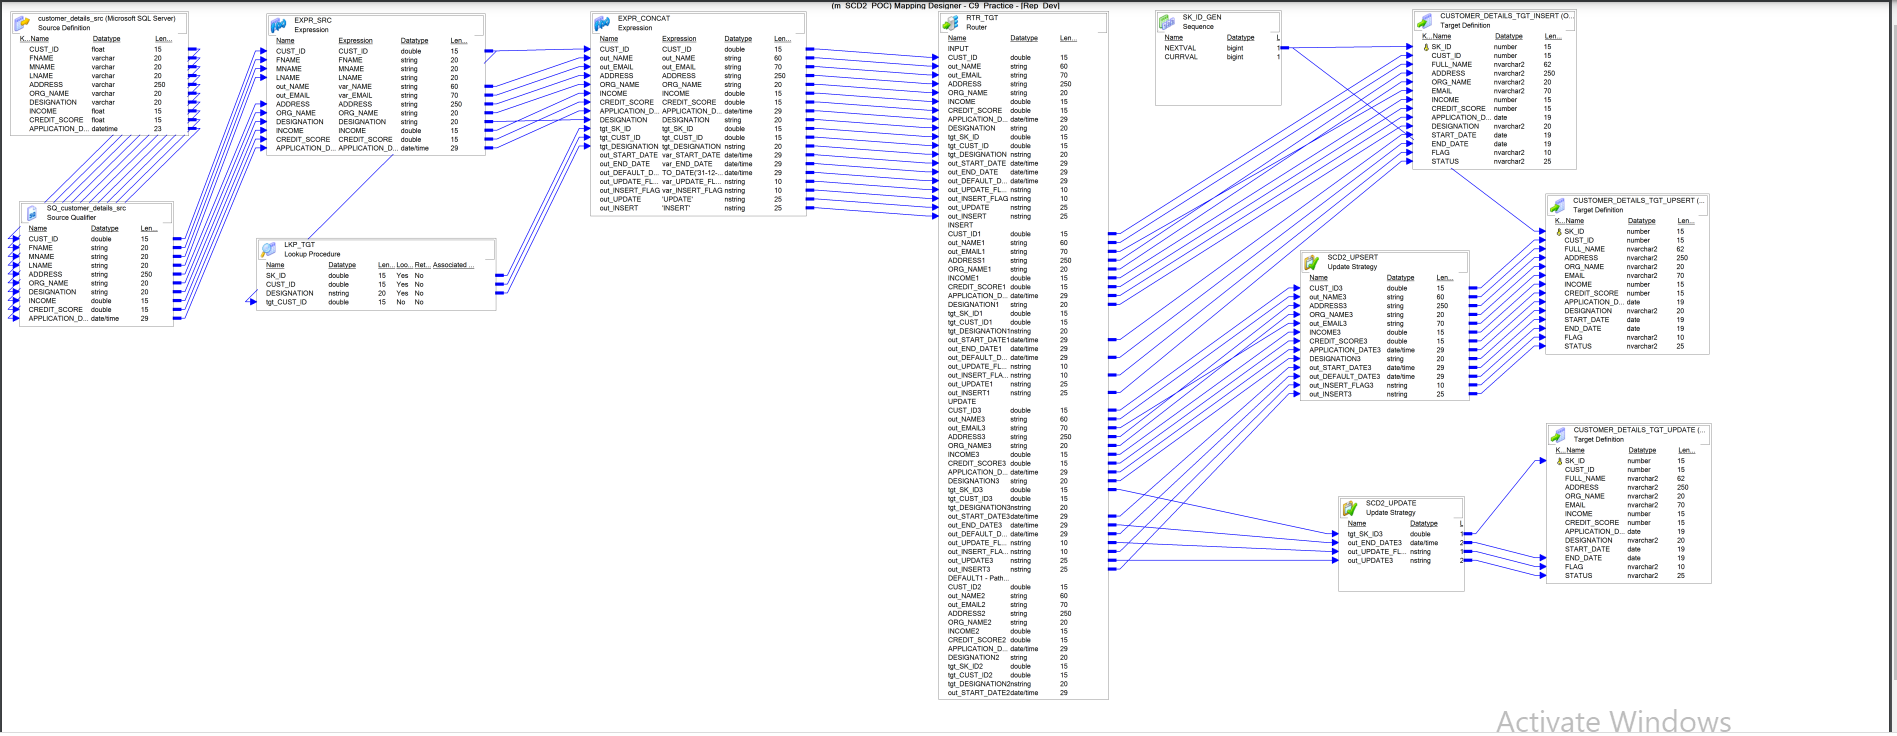 (m_SCD2_POC) Mapping Designer - C9_Practice - [Rep_Dev]
customer_details_src (Microsoft SQL Server)
Source Definition
K... Name Datatype Len...
CUST_ID float 15
FNAME varchar 20
MNAME varchar 20
LNAME varchar 20
ADDRESS varchar 250
ORG_NAME varchar 20
DESIGNATION varchar 20
INCOME float 15
CREDIT_SCORE float 15
APPLICATION_D... datetime 23
SQ_customer_details_src
Source Qualifier
Name Datatype Len...
CUST_ID double 15
FNAME string 20
MNAME string 20
LNAME string 20
ADDRESS string 250
ORG_NAME string 20
DESIGNATION string 20
INCOME double 15
CREDIT_SCORE double 15
APPLICATION_D... date/time 29
EXPR_SRC
Expression
Name Expression Datatype Len...
CUST_ID CUST_ID double 15
FNAME FNAME string 20
MNAME MNAME string 20
LNAME LNAME string 20
out_NAME var_NAME string 60
out_EMAIL var_EMAIL string 70
ADDRESS ADDRESS string 250
ORG_NAME ORG_NAME string 20
DESIGNATION DESIGNATION string 20
INCOME INCOME double 15
CREDIT_SCORE CREDIT_SCORE double 15
APPLICATION_D... APPLICATION_D... date/time 29
LKP_TGT
Lookup Procedure
Name Datatype Len... Loo... Ret... Associated ...
SK_ID double 15 Yes No
CUST_ID double 15 Yes No
DESIGNATION nstring 20 Yes No
tgt_CUST_ID double 15 No No
EXPR_CONCAT
Expression
Name Expression Datatype Len...
CUST_ID CUST_ID double 15
out_NAME out_NAME string 60
out_EMAIL out_EMAIL string 70
ADDRESS ADDRESS string 250
ORG_NAME ORG_NAME string 20
INCOME INCOME double 15
CREDIT_SCORE CREDIT_SCORE double 15
APPLICATION_D... APPLICATION_D... date/time 29
DESIGNATION DESIGNATION string 20
tgt_SK_ID tgt_SK_ID double 15
tgt_CUST_ID tgt_CUST_ID double 15
tgt_DESIGNATION tgt_DESIGNATION nstring 20
out_START_DATE var_START_DATE date/time 29
out_END_DATE var_END_DATE date/time 29
out_DEFAULT_D... TO_DATE('31-12-... date/time 29
out_UPDATE_FL... var_UPDATE_FL... nstring 10
out_INSERT_FLAG var_INSERT_FLAG nstring 10
out_UPDATE 'UPDATE' nstring 25
out_INSERT 'INSERT' nstring 25
RTR_TGT
Router
Name Datatype Len...
INPUT
CUST_ID double 15
out_NAME string 60
out_EMAIL string 70
ADDRESS string 250
ORG_NAME string 20
INCOME double 15
CREDIT_SCORE double 15
APPLICATION_D... date/time 29
DESIGNATION string 20
tgt_SK_ID double 15
tgt_CUST_ID double 15
tgt_DESIGNATION nstring 20
out_START_DATE date/time 29
out_END_DATE date/time 29
out_DEFAULT_D... date/time 29
out_UPDATE_FL... nstring 10
out_INSERT_FLAG nstring 10
out_UPDATE nstring 25
out_INSERT nstring 25
INSERT
CUST_ID1 double 15
out_NAME1 string 60
out_EMAIL1 string 70
ADDRESS1 string 250
ORG_NAME1 string 20
INCOME1 double 15
CREDIT_SCORE1 double 15
APPLICATION_D... date/time 29
DESIGNATION1 string 20
tgt_SK_ID1 double 15
tgt_CUST_ID1 double 15
tgt_DESIGNATION1nstring 20
out_START_DATE1date/time 29
out_END_DATE1 date/time 29
out_DEFAULT_D... date/time 29
out_UPDATE_FL... nstring 10
out_INSERT_FLA... nstring 10
out_UPDATE1 nstring 25
out_INSERT1 nstring 25
UPDATE
CUST_ID3 double 15
out_NAME3 string 60
out_EMAIL3 string 70
ADDRESS3 string 250
ORG_NAME3 string 20
INCOME3 double 15
CREDIT_SCORE3 double 15
APPLICATION_D... date/time 29
DESIGNATION3 string 20
tgt_SK_ID3 double 15
tgt_CUST_ID3 double 15
tgt_DESIGNATION3nstring 20
out_START_DATE3date/time 29
out_END_DATE3 date/time 29
out_DEFAULT_D... date/time 29
out_UPDATE_FL... nstring 10
out_INSERT_FLA... nstring 10
out_UPDATE3 nstring 25
out_INSERT3 nstring 25
DEFAULT1 - Path...
CUST_ID2 double 15
out_NAME2 string 60
out_EMAIL2 string 70
ADDRESS2 string 250
ORG_NAME2 string 20
INCOME2 double 15
CREDIT_SCORE2 double 15
APPLICATION_D... date/time 29
DESIGNATION2 string 20
tgt_SK_ID2 double 15
tgt_CUST_ID2 double 15
tgt_DESIGNATION2nstring 20
out_START_DATE2date/time 29
SK_ID_GEN
Sequence
Name Datatype L
NEXTVAL bigint 1
CURRVAL bigint 1
CUSTOMER_DETAILS_TGT_INSERT (O...
Target Definition
K... Name Datatype Len...
SK_ID number 15
CUST_ID number 15
FULL_NAME nvarchar2 62
ADDRESS nvarchar2 250
ORG_NAME nvarchar2 20
EMAIL nvarchar2 70
INCOME number 15
CREDIT_SCORE number 15
APPLICATION_D... date 19
DESIGNATION nvarchar2 20
START_DATE date 19
END_DATE date 19
FLAG nvarchar2 10
STATUS nvarchar2 25
CUSTOMER_DETAILS_TGT_UPSERT (...
Target Definition
K... Name Datatype Len...
SK_ID number 15
CUST_ID number 15
FULL_NAME nvarchar2 62
ADDRESS nvarchar2 250
ORG_NAME nvarchar2 20
EMAIL nvarchar2 70
INCOME number 15
CREDIT_SCORE number 15
APPLICATION_D... date 19
DESIGNATION nvarchar2 20
START_DATE date 19
END_DATE date 19
FLAG nvarchar2 10
STATUS nvarchar2 25
SCD2_UPSERT
Update Strategy
Name Datatype Len...
CUST_ID3 double 15
out_NAME3 string 60
ADDRESS3 string 250
ORG_NAME3 string 20
out_EMAIL3 string 70
INCOME3 double 15
CREDIT_SCORE3 double 15
APPLICATION_DATE3 date/time 29
DESIGNATION3 string 20
out_START_DATE3 date/time 29
out_DEFAULT_DATE3 date/time 29
out_INSERT_FLAG3 nstring 10
out_INSERT3 nstring 25
SCD2_UPDATE
Update Strategy
Name Datatype L
tgt_SK_ID3 double 1
out_END_DATE3 date/time 2
out_UPDATE_FL... nstring 1
out_UPDATE3 nstring 2
CUSTOMER_DETAILS_TGT_UPDATE (...
Target Definition
K... Name Datatype Len...
SK_ID number 15
CUST_ID number 15
FULL_NAME nvarchar2 62
ADDRESS nvarchar2 250
ORG_NAME nvarchar2 20
EMAIL nvarchar2 70
INCOME number 15
CREDIT_SCORE number 15
APPLICATION_D... date 19
DESIGNATION nvarchar2 20
START_DATE date 19
END_DATE date 19
FLAG nvarchar2 10
STATUS nvarchar2 25
Activate Windows